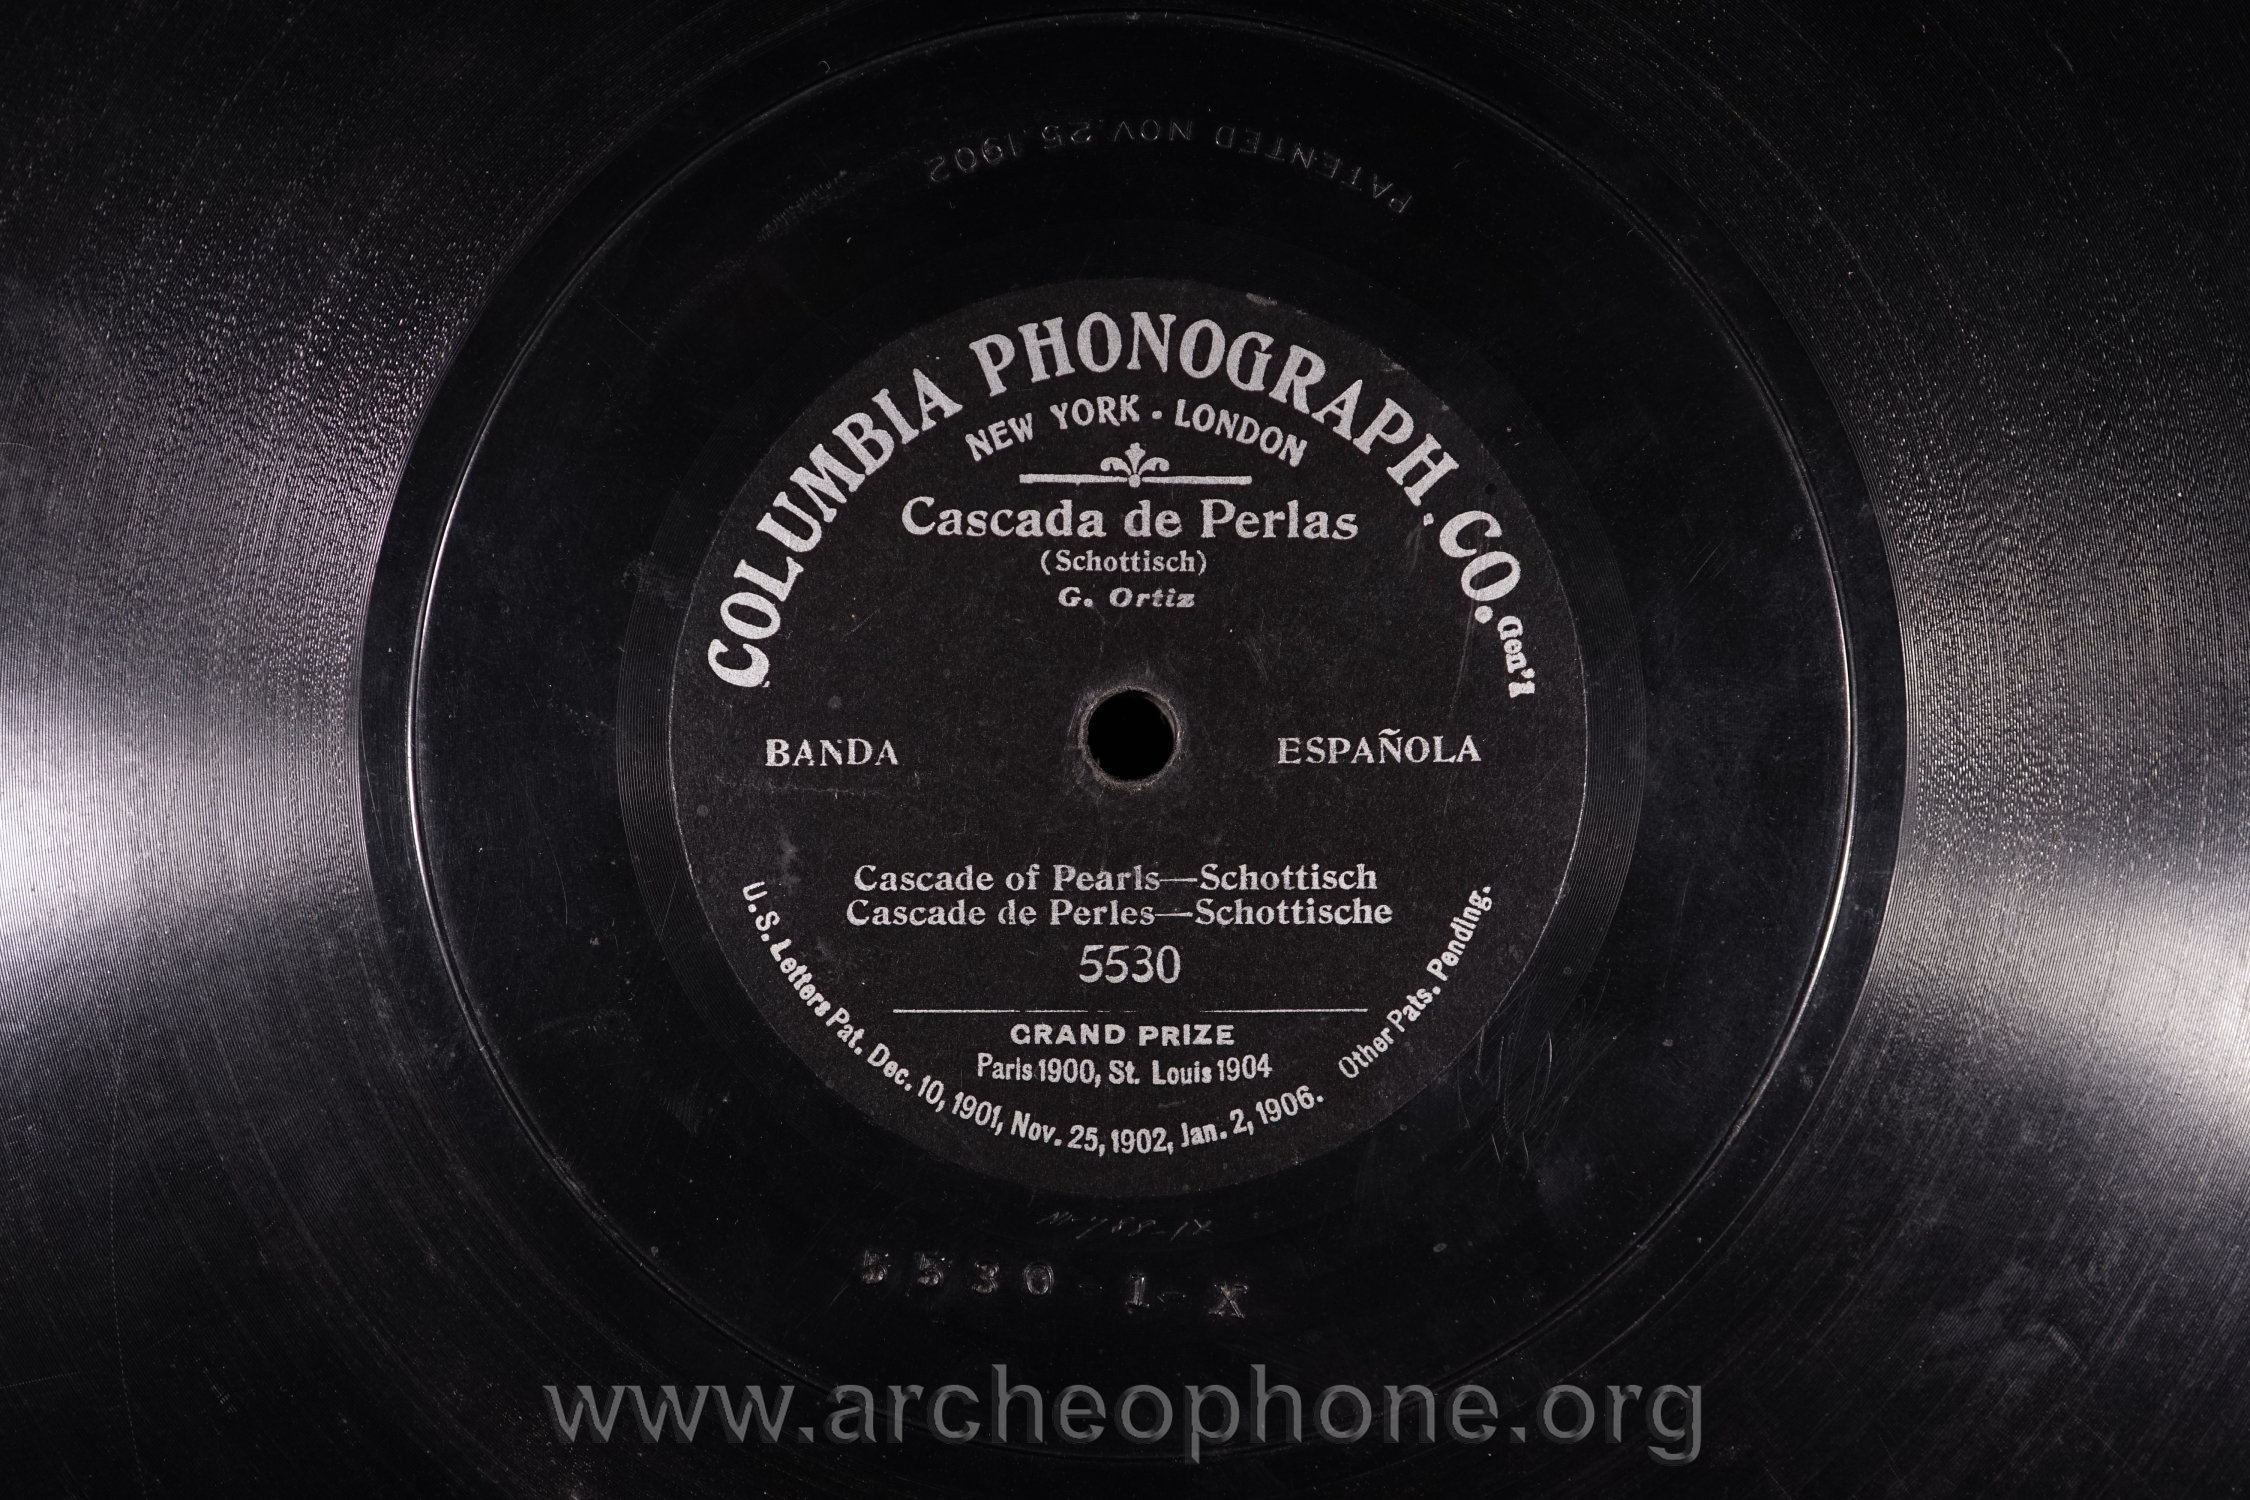 PATENTED NOV. 25, 1902
COLUMBIA PHONOGRAPH. CO. Gen'l
NEW YORK · LONDON
Cascada de Perlas
(Schottisch)
G. Ortiz
BANDA ESPAÑOLA
Cascade of Pearls—Schottisch
Cascade de Perles—Schottische
5530
GRAND PRIZE
Paris 1900, St. Louis 1904
U. S. Letters Pat. Dec. 10, 1901, Nov. 25, 1902, Jan. 2, 1906. Other Pats. Pending.
5530-1-X
www.archeophone.org